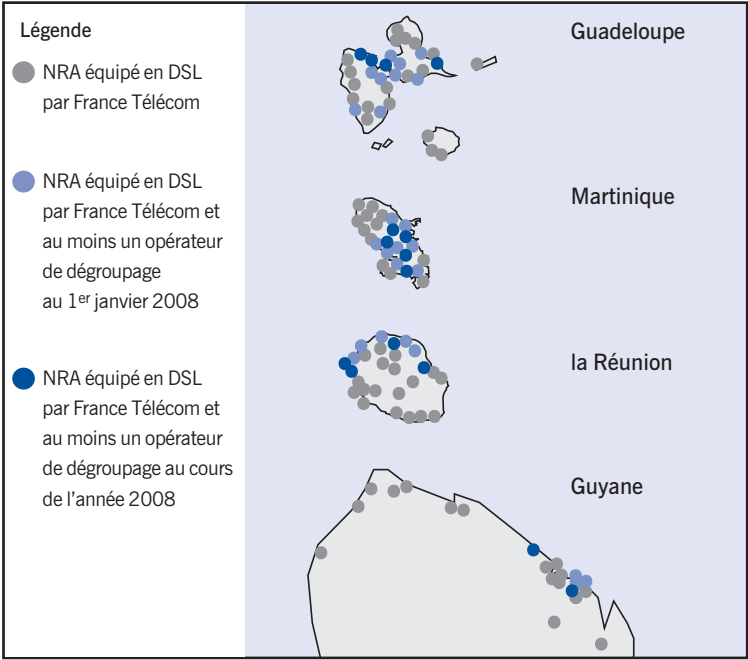 Légende
NRA équipé en DSL
par France Télécom
NRA équipé en DSL
par France Télécom et
au moins un opérateur
de dégroupage
au 1er janvier 2008
NRA équipé en DSL
par France Télécom et
au moins un opérateur
de dégroupage au cours
de l'année 2008
Guadeloupe
Martinique
la Réunion
Guyane